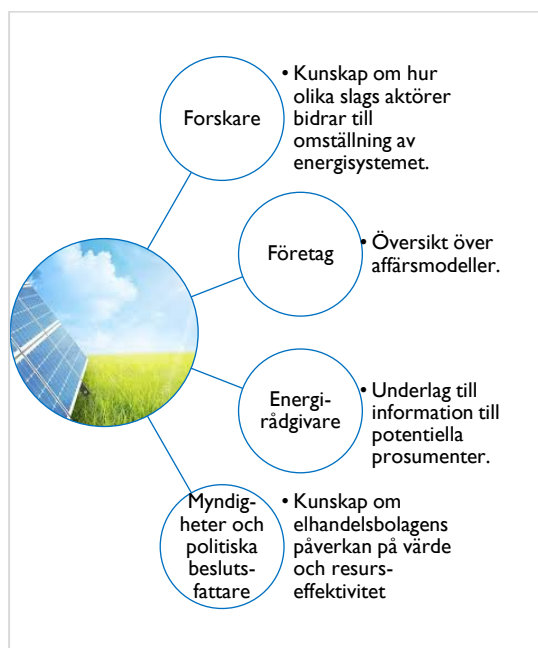 Forskare
• Kunskap om hur
olika slags aktörer
bidrar till
omställning av
energisystemet.
Företag
• Översikt över
affärsmodeller.
Energi-
rådgivare
• Underlag till
information till
potentiella
prosumenter.
Myndig-
heter och
politiska
besluts-
fattare
• Kunskap om
elhandelsbolagens
påverkan på värde
och resurs-
effektivitet